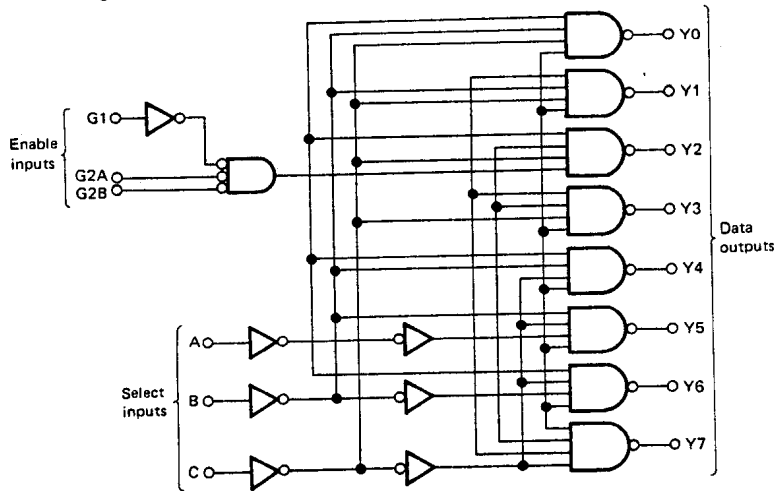 Y0
Y1
G1
Enable
inputs
Y2
G2A
G2B
Y3
Data
outputs
Y4
A
Y5
Select
inputs
B
Y6
C
Y7